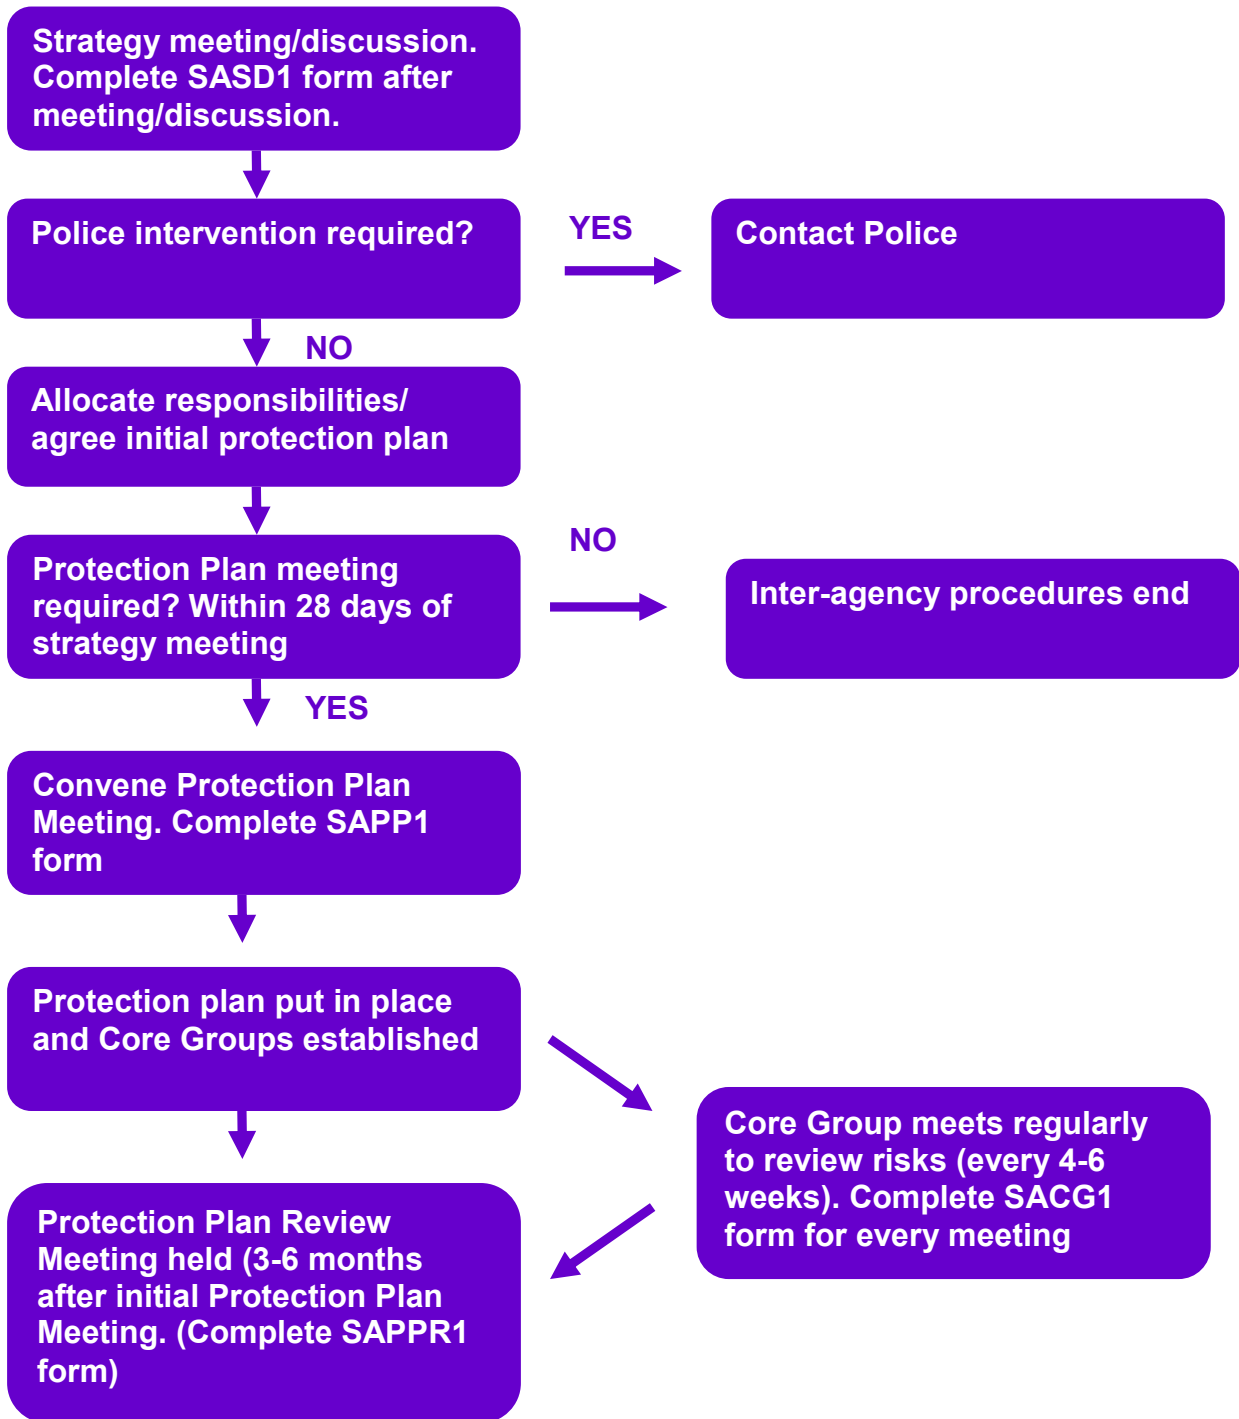 Strategy meeting/discussion.
Complete SASD1 form after
meeting/discussion.
Police intervention required?
YES
Contact Police
NO
Allocate responsibilities/
agree initial protection plan
Protection Plan meeting
required? Within 28 days of
strategy meeting
NO
Inter-agency procedures end
YES
Convene Protection Plan
Meeting. Complete SAPP1
form
Protection plan put in place
and Core Groups established
Core Group meets regularly
to review risks (every 4-6
weeks). Complete SACG1
form for every meeting
Protection Plan Review
Meeting held (3-6 months
after initial Protection Plan
Meeting. (Complete SAPPR1
form)